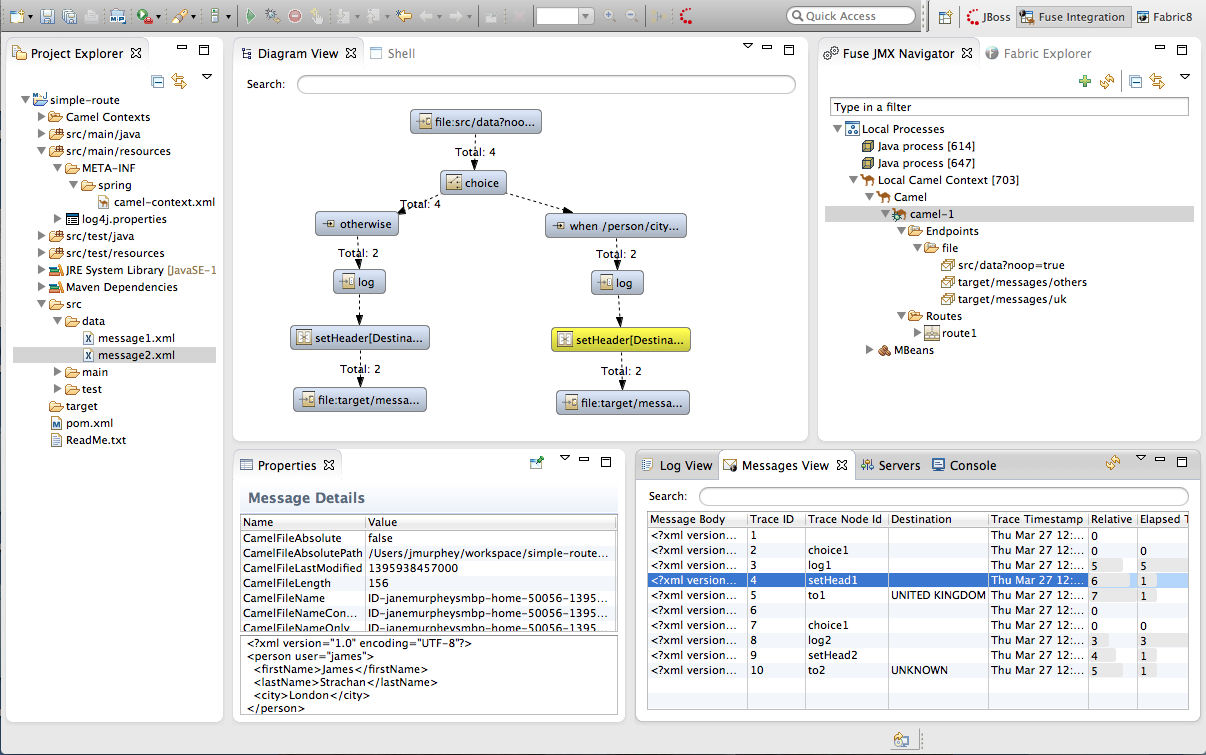 Quick Access
JBoss
Fuse Integration
Fabric8
Project Explorer
simple-route
Camel Contexts
src/main/java
src/main/resources
META-INF
spring
camel-context.xml
log4j.properties
src/test/java
src/test/resources
JRE System Library [JavaSE-1
Maven Dependencies
src
data
message1.xml
message2.xml
main
test
target
pom.xml
ReadMe.txt
Diagram View
Shell
Search:
file:src/data?noo...
Total: 4
choice
Total: 4
otherwise
when /person/city...
Total: 2
Total: 2
log
log
setHeader[Destina...
setHeader[Destina...
Total: 2
Total: 2
file:target/messa...
file:target/messa...
Fuse JMX Navigator
Fabric Explorer
Type in a filter
Local Processes
Java process [614]
Java process [647]
Local Camel Context [703]
Camel
camel-1
Endpoints
file
src/data?noop=true
target/messages/others
target/messages/uk
Routes
route1
MBeans
Properties
Message Details
Name Value
CamelFileAbsolute false
CamelFileAbsolutePath /Users/jmurphey/workspace/simple-route...
CamelFileLastModified 1395938457000
CamelFileLength 156
CamelFileName ID-janemurpheysmbp-home-50056-1395...
CamelFileNameCon... ID-janemurpheysmbp-home-50056-1395...
CamelFileNameOnly ID-janemurpheysmbp-home-50056-1395...
<?xml version="1.0" encoding="UTF-8"?>
<person user="james">
<firstName>James</firstName>
<lastName>Strachan</lastName>
<city>London</city>
</person>
Log View
Messages View
Servers
Console
Search:
Message Body Trace ID Trace Node Id Destination Trace Timestamp Relative Elapsed T
<?xml version... 1 Thu Mar 27 12:... 0
<?xml version... 2 choice1 Thu Mar 27 12:... 0 0
<?xml version... 3 log1 Thu Mar 27 12:... 5 5
<?xml version... 4 setHead1 Thu Mar 27 12:... 6 1
<?xml version... 5 to1 UNITED KINGDOM Thu Mar 27 12:... 7 1
<?xml version... 6 Thu Mar 27 12:... 0
<?xml version... 7 choice1 Thu Mar 27 12:... 0 0
<?xml version... 8 log2 Thu Mar 27 12:... 3 3
<?xml version... 9 setHead2 Thu Mar 27 12:... 4 1
<?xml version... 10 to2 UNKNOWN Thu Mar 27 12:... 5 1